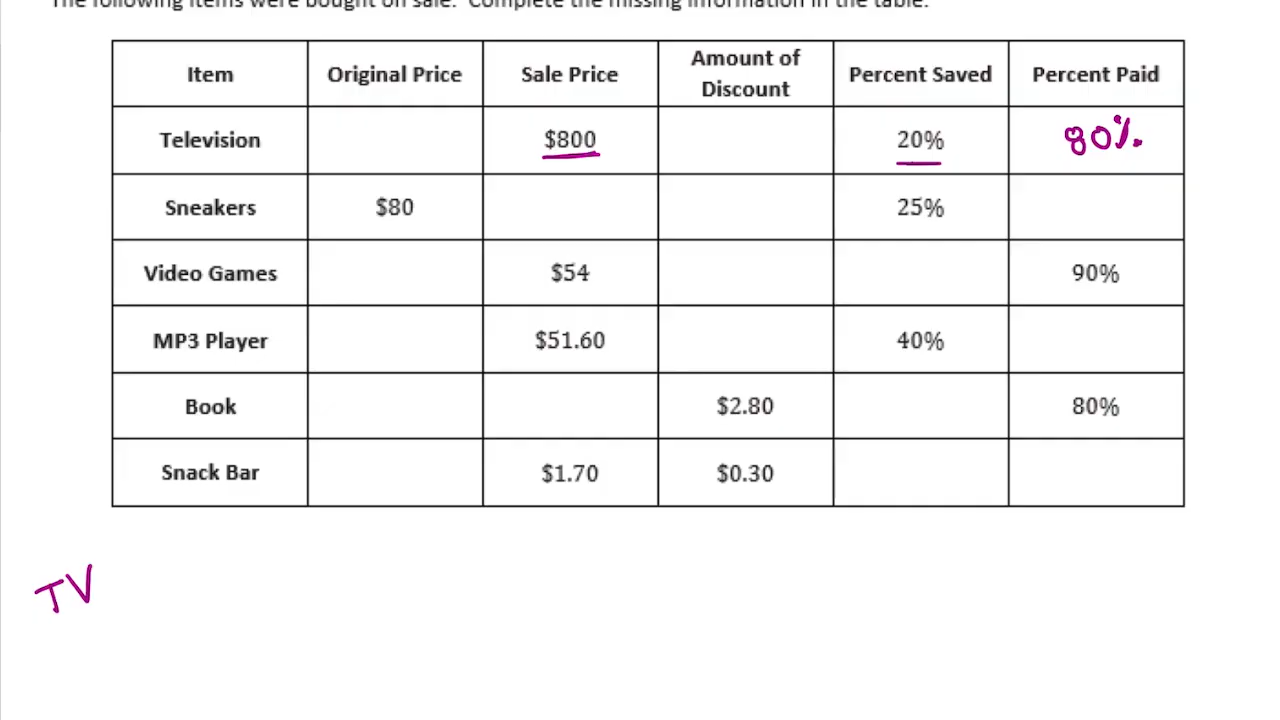 The following items were bought on sale. Complete the missing information in the table.
Item Original Price Sale Price Amount of Discount Percent Saved Percent Paid
Television $800 20% 80%
Sneakers $80 25%
Video Games $54 90%
MP3 Player $51.60 40%
Book $2.80 80%
Snack Bar $1.70 $0.30
TV